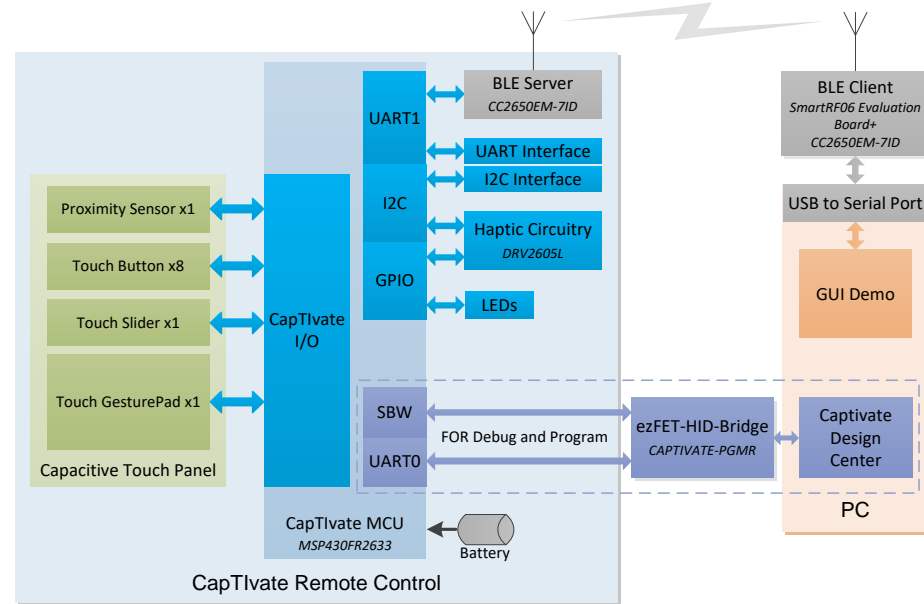 BLE Server
CC2650EM-7ID
UART1
UART Interface
I2C Interface
I2C
Haptic Circuitry
DRV2605L
GPIO
LEDs
Proximity Sensor x1
Touch Button x8
Touch Slider x1
Touch GesturePad x1
Capacitive Touch Panel
CapTIvate
I/O
SBW
UART0
FOR Debug and Program
CapTIvate MCU
MSP430FR2633
Battery
CapTIvate Remote Control
BLE Client
SmartRF06 Evaluation
Board+
CC2650EM-7ID
USB to Serial Port
GUI Demo
ezFET-HID-Bridge
CAPTIVATE-PGMR
Captivate
Design
Center
PC